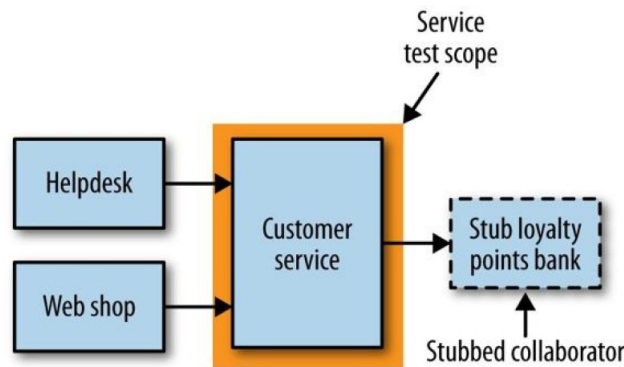 Service
test scope
Helpdesk
Customer
service
Stub loyalty
points bank
Web shop
Stubbed collaborator